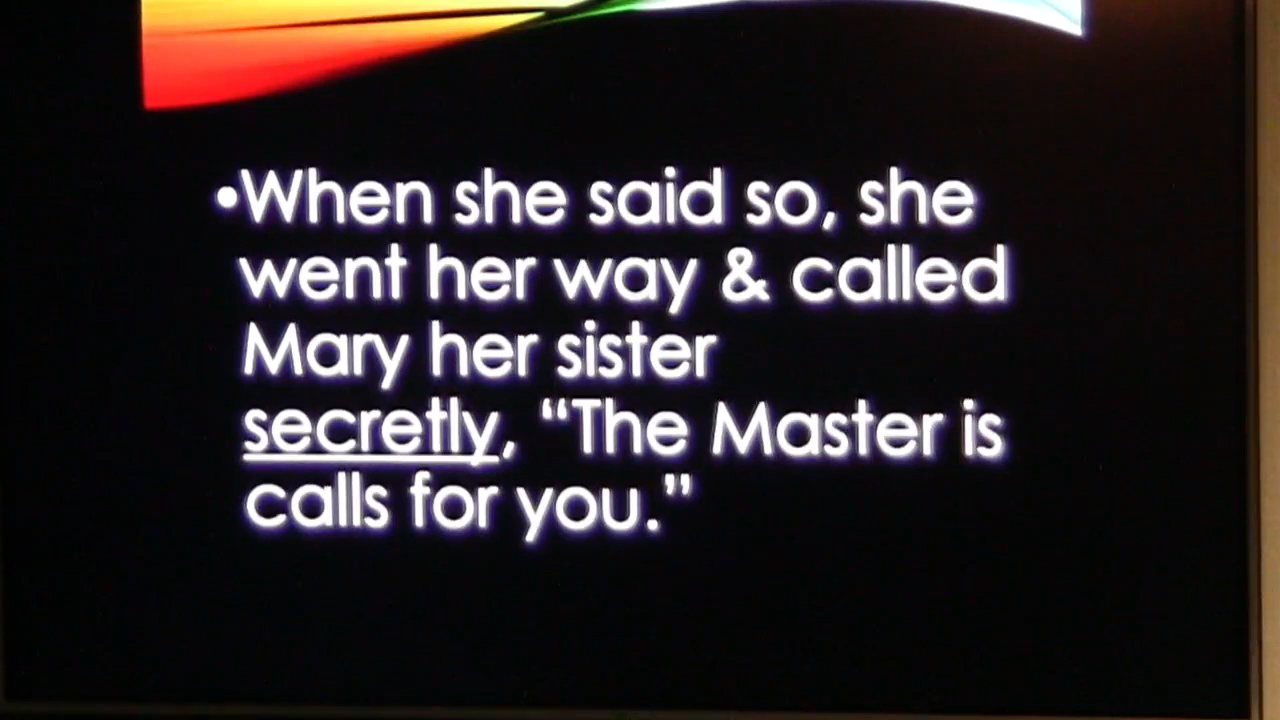 •When she said so, she
went her way & called
Mary her sister
secretly, “The Master is
calls for you.”